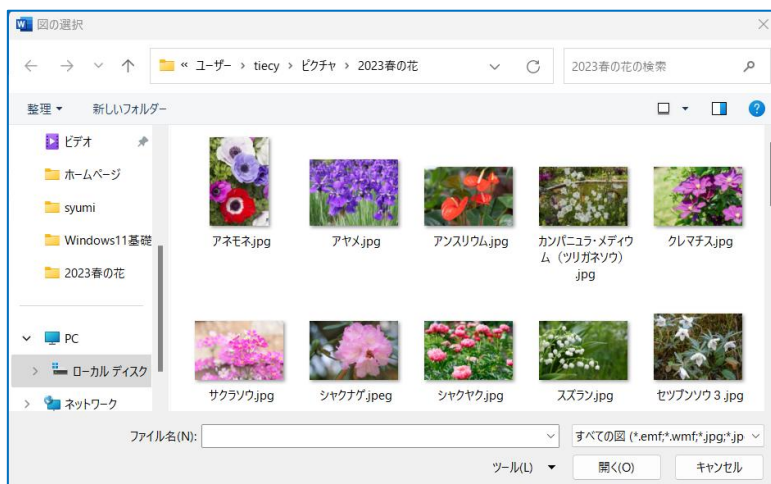 図の選択
« ユーザー › tiecy › ピクチャ › 2023春の花
2023春の花の検索
整理 新しいフォルダー
ビデオ
ホームページ
syumi
Windows11基礎
2023春の花
PC
ローカル ディスク
ネットワーク
アネモネ.jpg
アヤメ.jpg
アンスリウム.jpg
カンパニュラ・メディウ
ム（ツリガネソウ）
.jpg
クレマチス.jpg
サクラソウ.jpg
シャクナゲ.jpeg
シャクヤク.jpg
スズラン.jpg
セツブンソウ３.jpg
ファイル名(N):
すべての図 (*.emf;*.wmf;*.jpg;*.jp
ツール(L) 開く(O) キャンセル